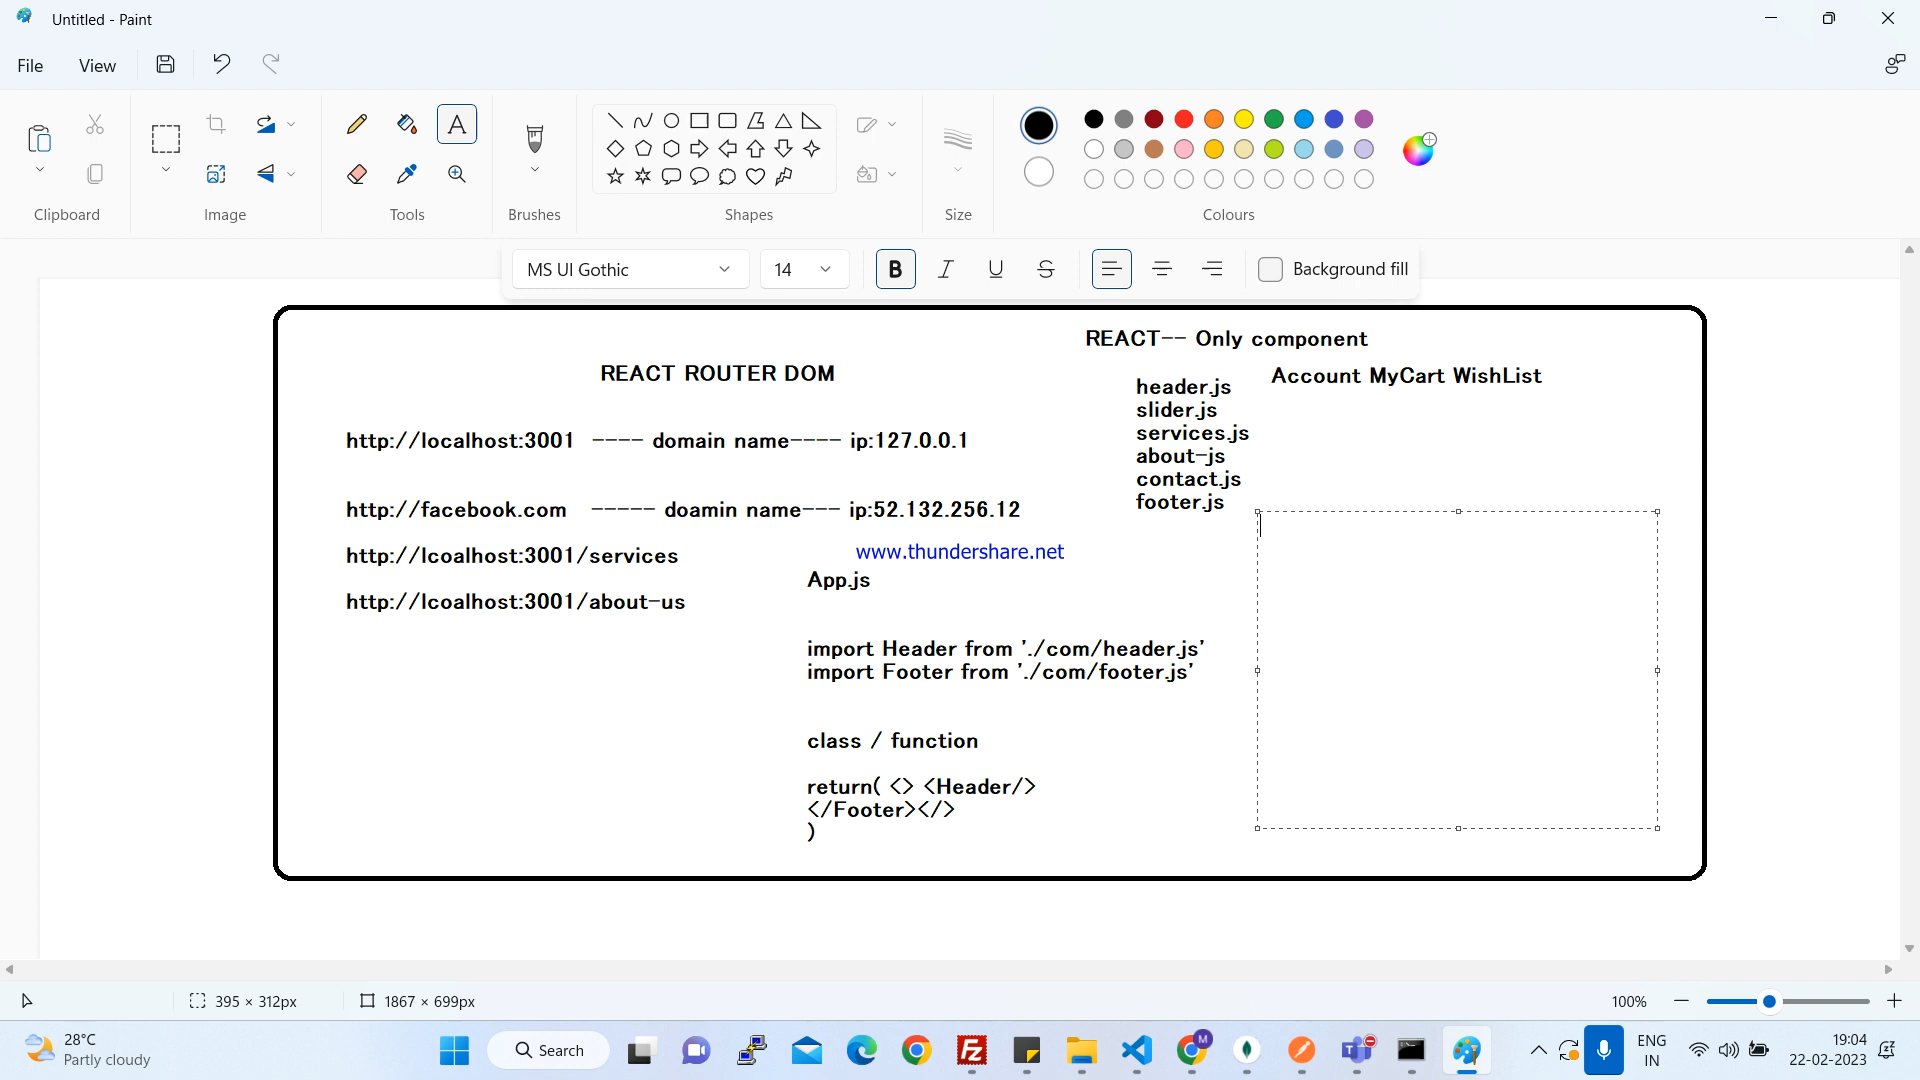 Untitled - Paint
File View
Clipboard
Image
Tools
Brushes
Shapes
Size
Colours
MS UI Gothic
14
B I U S
Background fill
REACT-- Only component
REACT ROUTER DOM
Account MyCart WishList
header.js
slider.js
services.js
about-js
contact.js
footer.js
http://localhost:3001 ---- domain name---- ip:127.0.0.1
http://facebook.com ----- doamin name--- ip:52.132.256.12
http://lcoalhost:3001/services
http://lcoalhost:3001/about-us
www.thundershare.net
App.js
import Header from './com/header.js'
import Footer from './com/footer.js'
class / function
return( <> <Header/>
</Footer></>
)
395 × 312px
1867 × 699px
100%
28°C
Partly cloudy
Search
ENG
IN
19:04
22-02-2023